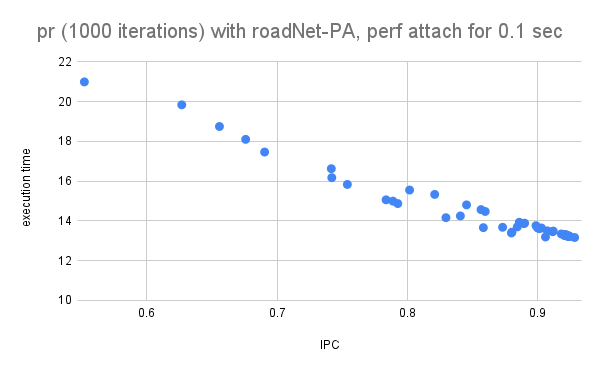 pr (1000 iterations) with roadNet-PA, perf attach for 0.1 sec
22
20
18
16
14
12
10
execution time
0.6 0.7 0.8 0.9
IPC